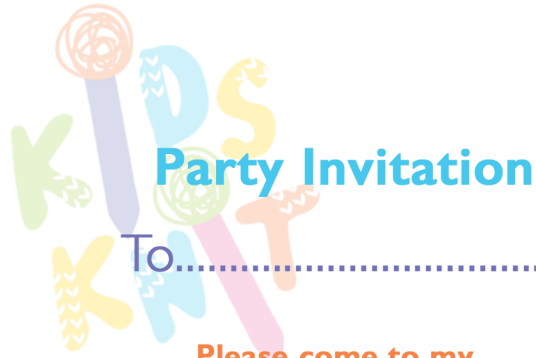 KIDS
KNIT
Party Invitation
To..................................
Please come to my